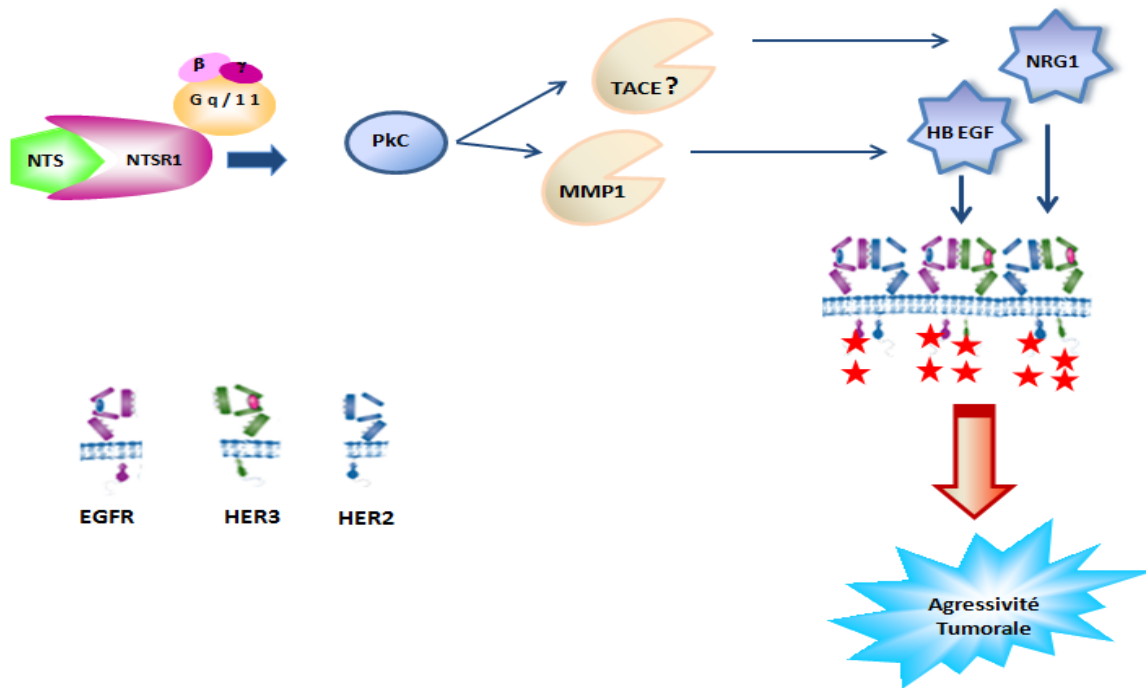 β
γ
G q / 1 1
NTS
NTSR1
PkC
TACE ?
MMP1
NRG1
HB EGF
EGFR
HER3
HER2
Agressivité
Tumorale